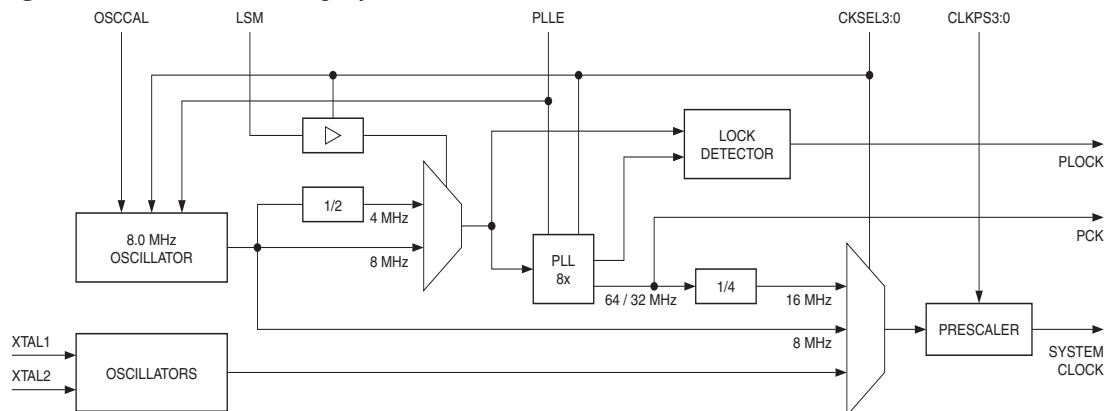 OSCCAL
LSM
PLLE
CKSEL3:0
CLKPS3:0
LOCK
DETECTOR
PLOCK
1/2
4 MHz
8.0 MHz
OSCILLATOR
8 MHz
PLL
8x
PCK
64 / 32 MHz
1/4
16 MHz
8 MHz
PRESCALER
SYSTEM
CLOCK
XTAL1
XTAL2
OSCILLATORS